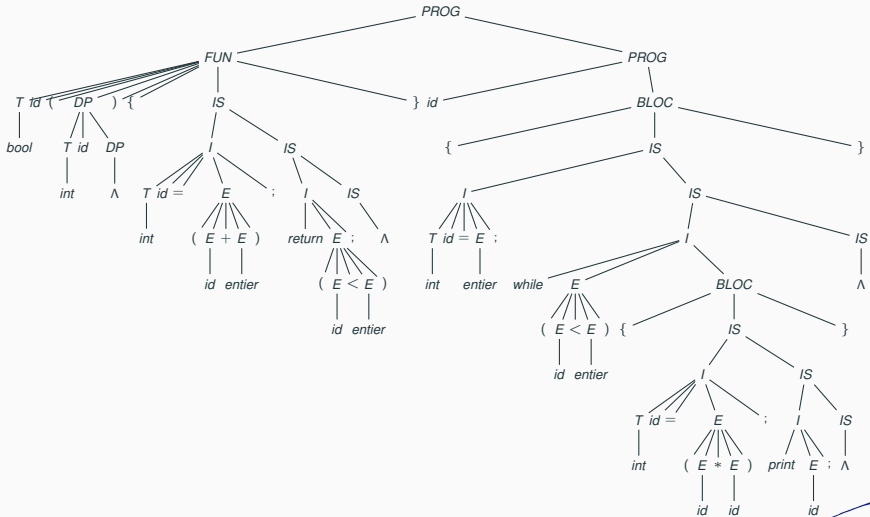 PROG
FUN PROG
T id ( DP ) { IS } id BLOC
bool T id DP I IS { IS }
int Λ T id = E ; I IS I IS
int ( E + E ) return E ; Λ T id = E ; I IS
id entier ( E < E ) int entier while E BLOC Λ
id entier ( E < E ) { IS }
id entier I IS
T id = E ; I IS
int ( E * E ) print E ; Λ
id id id